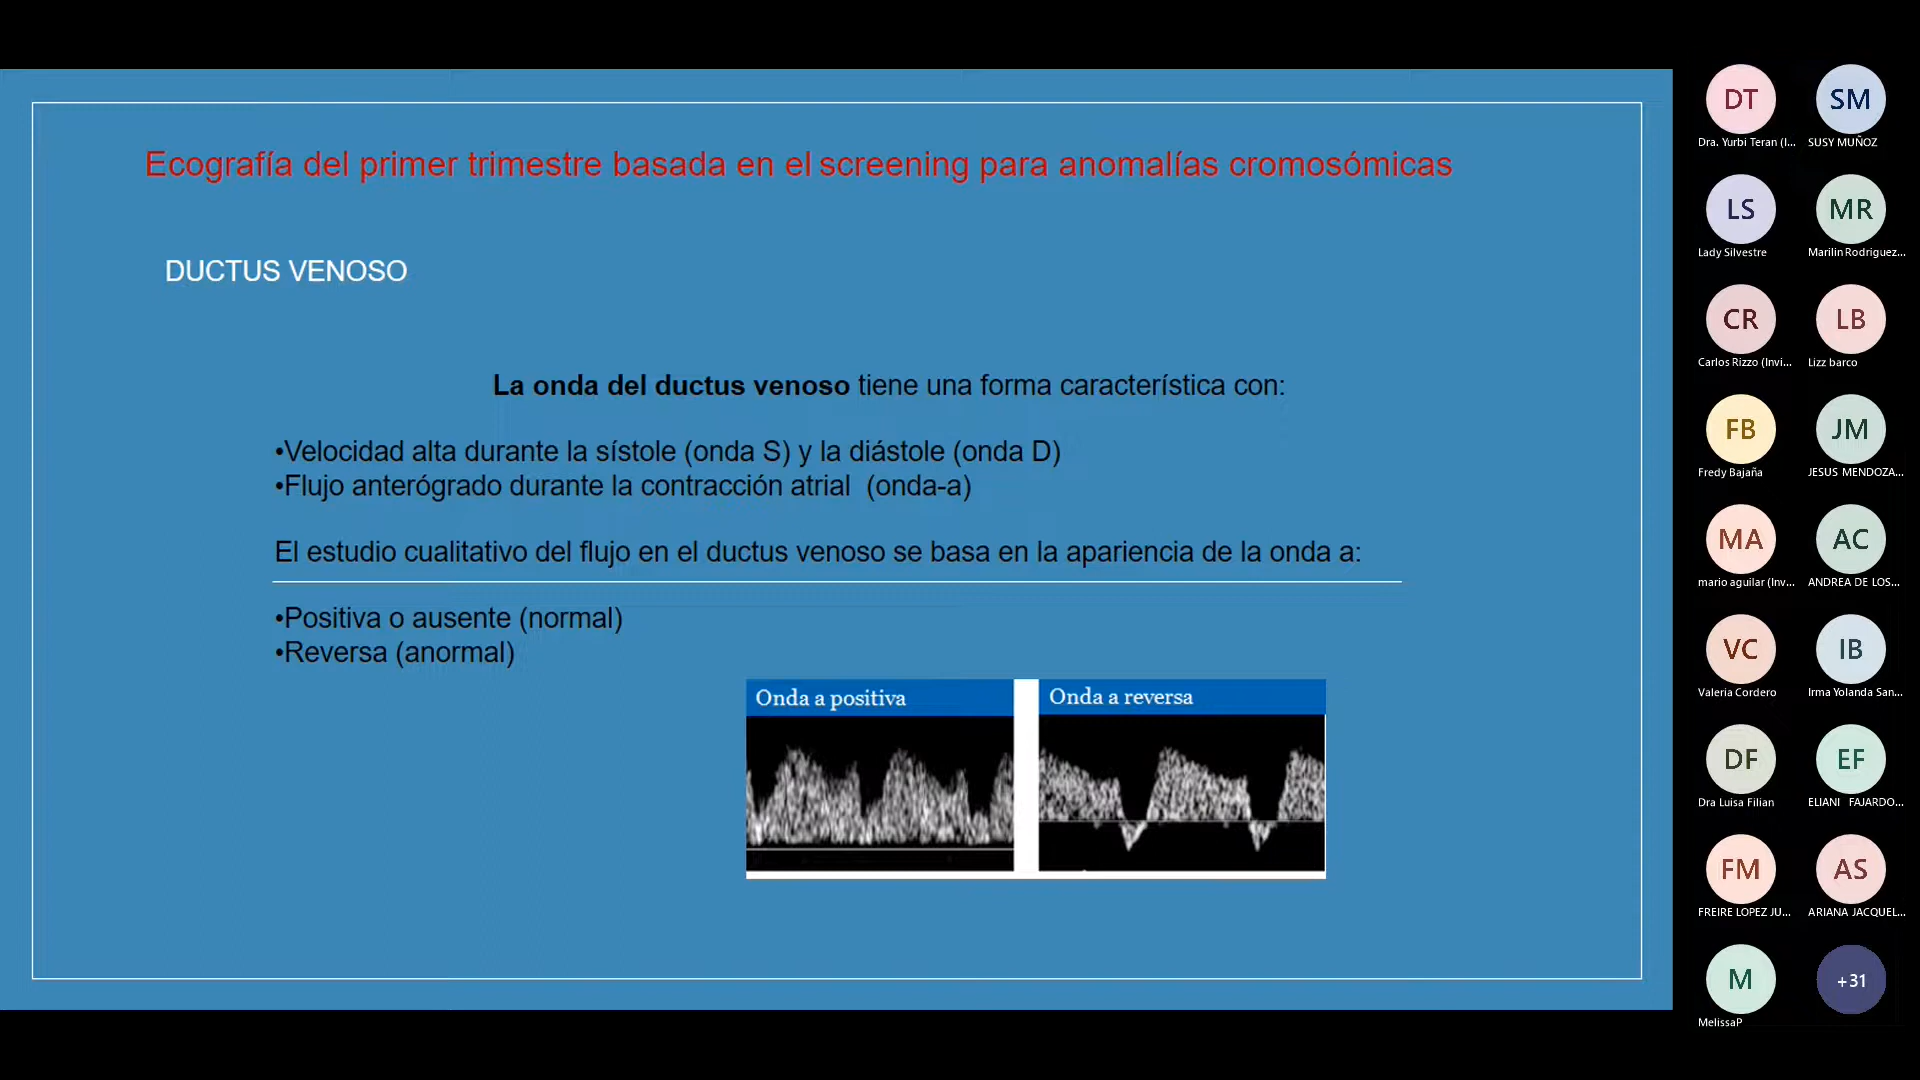 Ecografía del primer trimestre basada en el screening para anomalías cromosómicas
DUCTUS VENOSO
La onda del ductus venoso tiene una forma característica con:
•Velocidad alta durante la sístole (onda S) y la diástole (onda D)
•Flujo anterógrado durante la contracción atrial (onda-a)
El estudio cualitativo del flujo en el ductus venoso se basa en la apariencia de la onda a:
•Positiva o ausente (normal)
•Reversa (anormal)
Onda a positiva
Onda a reversa
DT
Dra. Yurbi Teran (I...
SM
SUSY MUÑOZ
LS
Lady Silvestre
MR
Marilin Rodriguez...
CR
Carlos Rizzo (Invi...
LB
Lizz barco
FB
Fredy Bajaña
JM
JESUS MENDOZA...
MA
mario aguilar (Inv...
AC
ANDREA DE LOS...
VC
Valeria Cordero
IB
Irma Yolanda San...
DF
Dra Luisa Filian
EF
ELIANI FAJARDO...
FM
FREIRE LOPEZ JU...
AS
ARIANA JACQUEL...
M
MelissaP
+31